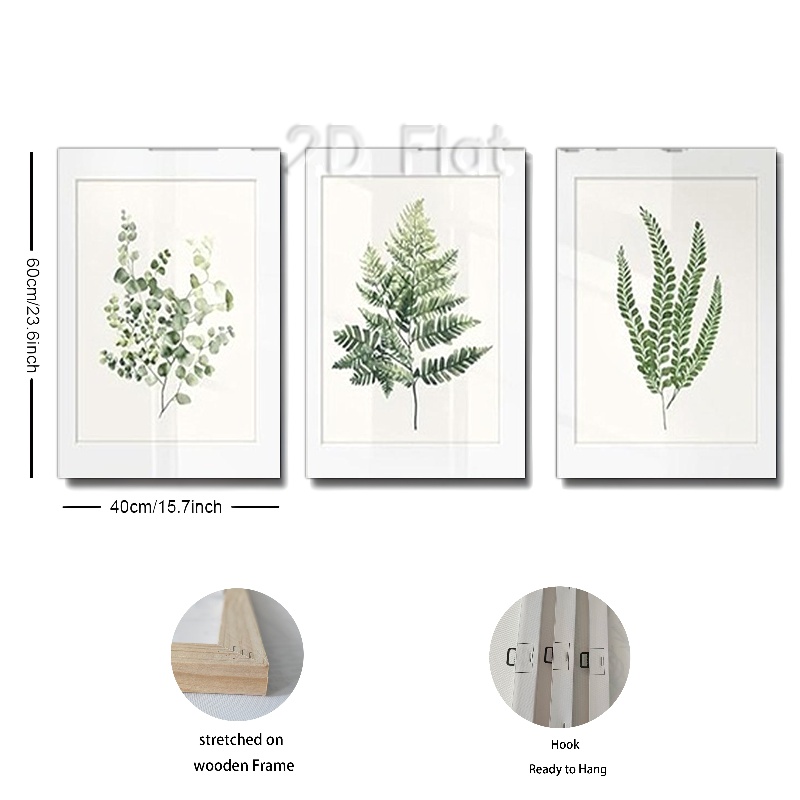 2D Flat
60cm/23.6inch
40cm/15.7inch
stretched on
wooden Frame
Hook
Ready to Hang